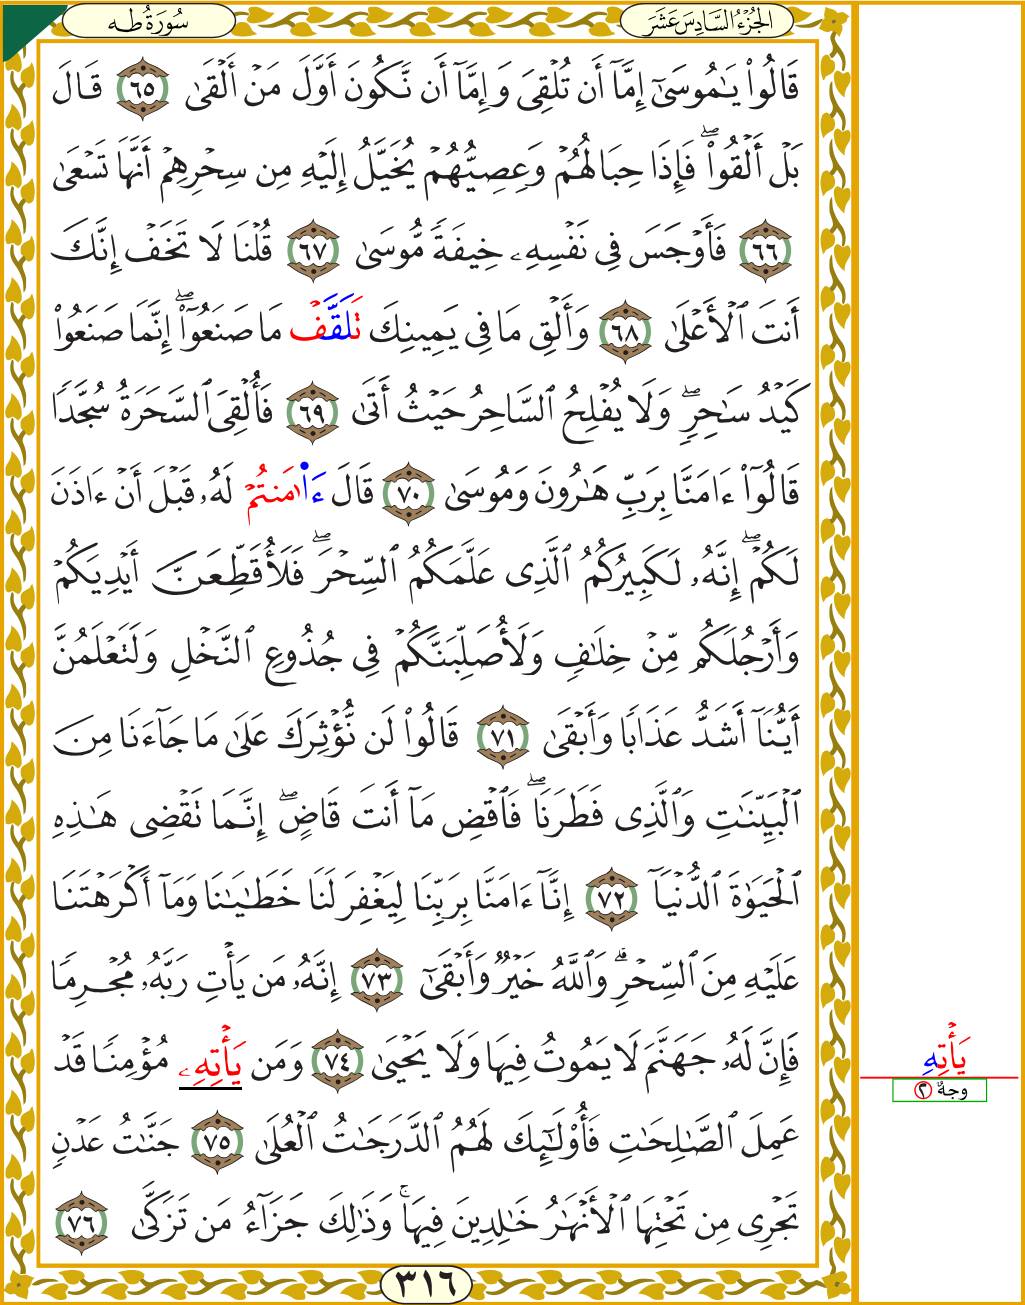 سُورَةُ طه
الجُزْءُ السَّادِسَ عَشَرَ
قَالُوا۟ يَـٰمُوسَىٰٓ إِمَّآ أَن تُلْقِىَ وَإِمَّآ أَن نَّكُونَ أَوَّلَ مَنْ أَلْقَىٰ ٦٥ قَالَ
بَلْ أَلْقُوا۟ۖ فَإِذَا حِبَالُهُمْ وَعِصِيُّهُمْ يُخَيَّلُ إِلَيْهِ مِن سِحْرِهِمْ أَنَّهَا تَسْعَىٰ
٦٦ فَأَوْجَسَ فِى نَفْسِهِۦ خِيفَةً مُّوسَىٰ ٦٧ قُلْنَا لَا تَخَفْ إِنَّكَ
أَنتَ ٱلْأَعْلَىٰ ٦٨ وَأَلْقِ مَا فِى يَمِينِكَ تَلَقَّفْ مَا صَنَعُوٓا۟ۖ إِنَّمَا صَنَعُوا۟
كَيْدُ سَـٰحِرٍۖ وَلَا يُفْلِحُ ٱلسَّاحِرُ حَيْثُ أَتَىٰ ٦٩ فَأُلْقِىَ ٱلسَّحَرَةُ سُجَّدًا
قَالُوٓا۟ ءَامَنَّا بِرَبِّ هَـٰرُونَ وَمُوسَىٰ ٧٠ قَالَ ءَاٰ۬مَنتُمْ لَهُۥ قَبْلَ أَنْ ءَاذَنَ
لَكُمْۖ إِنَّهُۥ لَكَبِيرُكُمُ ٱلَّذِى عَلَّمَكُمُ ٱلسِّحْرَۖ فَلَأُقَطِّعَنَّ أَيْدِيَكُمْ
وَأَرْجُلَكُم مِّنْ خِلَـٰفٍ وَلَأُصَلِّبَنَّكُمْ فِى جُذُوعِ ٱلنَّخْلِ وَلَتَعْلَمُنَّ
أَيُّنَآ أَشَدُّ عَذَابًا وَأَبْقَىٰ ٧١ قَالُوا۟ لَن نُّؤْثِرَكَ عَلَىٰ مَا جَآءَنَا مِنَ
ٱلْبَيِّنَـٰتِ وَٱلَّذِى فَطَرَنَاۖ فَٱقْضِ مَآ أَنتَ قَاضٍۖ إِنَّمَا تَقْضِى هَـٰذِهِ
ٱلْحَيَوٰةَ ٱلدُّنْيَآ ٧٢ إِنَّآ ءَامَنَّا بِرَبِّنَا لِيَغْفِرَ لَنَا خَطَـٰيَـٰنَا وَمَآ أَكْرَهْتَنَا
عَلَيْهِ مِنَ ٱلسِّحْرِۗ وَٱللَّهُ خَيْرٌ وَأَبْقَىٰٓ ٧٣ إِنَّهُۥ مَن يَأْتِ رَبَّهُۥ مُجْرِمًا
فَإِنَّ لَهُۥ جَهَنَّمَ لَا يَمُوتُ فِيهَا وَلَا يَحْيَىٰ ٧٤ وَمَن يَأْتِهِۦ مُؤْمِنًا قَدْ
عَمِلَ ٱلصَّـٰلِحَـٰتِ فَأُو۟لَـٰٓئِكَ لَهُمُ ٱلدَّرَجَـٰتُ ٱلْعُلَىٰ ٧٥ جَنَّـٰتُ عَدْنٍ
تَجْرِى مِن تَحْتِهَا ٱلْأَنْهَـٰرُ خَـٰلِدِينَ فِيهَاۚ وَذَٰلِكَ جَزَآءُ مَن تَزَكَّىٰ ٧٦
٣١٦
يَأْتِهِ
وجهٌ ٢